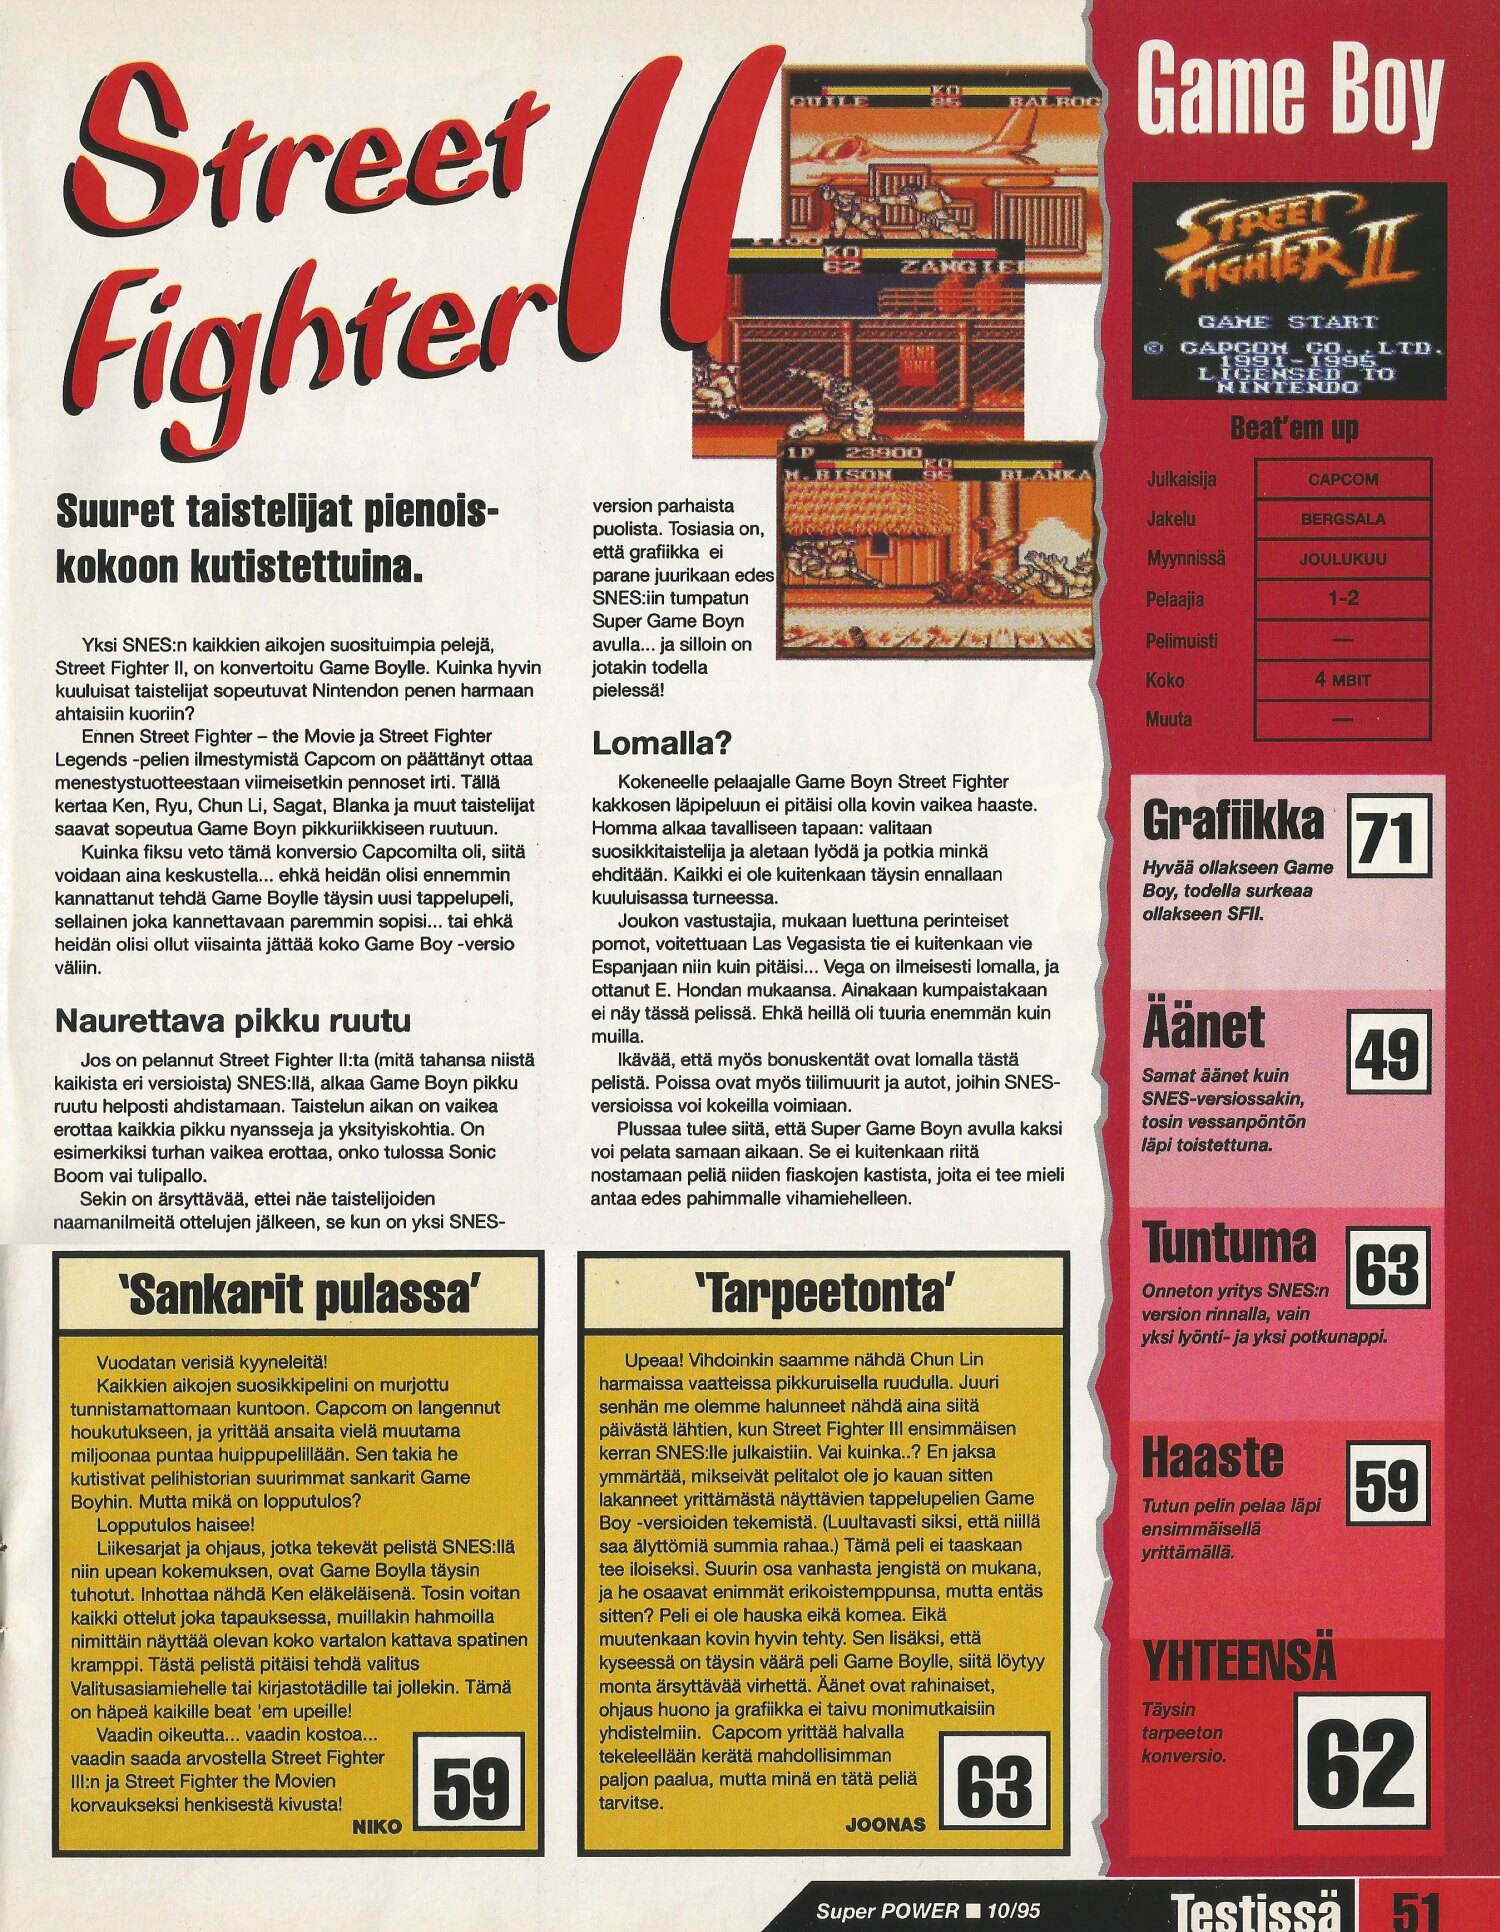 Street
Fighter II
GUILE KO 85 BALROG
KO
62 ZANGIEF
1P 23900
M.BISON KO 95 BLANKA
Suuret taistelijat pienois-
kokoon kutistettuina.
Yksi SNES:n kaikkien aikojen suosituimpia pelejä,
Street Fighter II, on konvertoitu Game Boylle. Kuinka hyvin
kuuluisat taistelijat sopeutuvat Nintendon penen harmaan
ahtaisiin kuoriin?
Ennen Street Fighter – the Movie ja Street Fighter
Legends -pelien ilmestymistä Capcom on päättänyt ottaa
menestystuotteestaan viimeisetkin pennoset irti. Tällä
kertaa Ken, Ryu, Chun Li, Sagat, Blanka ja muut taistelijat
saavat sopeutua Game Boyn pikkuriikkiseen ruutuun.
Kuinka fiksu veto tämä konversio Capcomilta oli, siitä
voidaan aina keskustella... ehkä heidän olisi ennemmin
kannattanut tehdä Game Boylle täysin uusi tappelupeli,
sellainen joka kannettavaan paremmin sopisi... tai ehkä
heidän olisi ollut viisainta jättää koko Game Boy -versio
väliin.
Naurettava pikku ruutu
Jos on pelannut Street Fighter II:ta (mitä tahansa niistä
kaikista eri versioista) SNES:llä, alkaa Game Boyn pikku
ruutu helposti ahdistamaan. Taistelun aikan on vaikea
erottaa kaikkia pikku nyansseja ja yksityiskohtia. On
esimerkiksi turhan vaikea erottaa, onko tulossa Sonic
Boom vai tulipallo.
Sekin on ärsyttävää, ettei näe taistelijoiden
naamanilmeitä ottelujen jälkeen, se kun on yksi SNES-
version parhaista
puolista. Tosiasia on,
että grafiikka ei
parane juurikaan edes
SNES:iin tumpatun
Super Game Boyn
avulla... ja silloin on
jotakin todella
pielessä!
Lomalla?
Kokeneelle pelaajalle Game Boyn Street Fighter
kakkosen läpipeluun ei pitäisi olla kovin vaikea haaste.
Homma alkaa tavalliseen tapaan: valitaan
suosikkitaistelija ja aletaan lyödä ja potkia minkä
ehditään. Kaikki ei ole kuitenkaan täysin ennallaan
kuuluisassa turneessa.
Joukon vastustajia, mukaan luettuna perinteiset
pomot, voitettuaan Las Vegasista tie ei kuitenkaan vie
Espanjaan niin kuin pitäisi... Vega on ilmeisesti lomalla, ja
ottanut E. Hondan mukaansa. Ainakaan kumpaistakaan
ei näy tässä pelissä. Ehkä heillä oli tuuria enemmän kuin
muilla.
Ikävää, että myös bonuskentät ovat lomalla tästä
pelistä. Poissa ovat myös tiilimuurit ja autot, joihin SNES-
versioissa voi kokeilla voimiaan.
Plussaa tulee siitä, että Super Game Boyn avulla kaksi
voi pelata samaan aikaan. Se ei kuitenkaan riitä
nostamaan peliä niiden fiaskojen kastista, joita ei tee mieli
antaa edes pahimmalle vihamiehelleen.
'Sankarit pulassa'
Vuodatan verisiä kyyneleitä!
Kaikkien aikojen suosikkipelini on murjottu
tunnistamattomaan kuntoon. Capcom on langennut
houkutukseen, ja yrittää ansaita vielä muutama
miljoonaa puntaa huippupelillään. Sen takia he
kutistivat pelihistorian suurimmat sankarit Game
Boyhin. Mutta mikä on lopputulos?
Lopputulos haisee!
Liikesarjat ja ohjaus, jotka tekevät pelistä SNES:llä
niin upean kokemuksen, ovat Game Boylla täysin
tuhotut. Inhottaa nähdä Ken eläkeläisenä. Tosin voitan
kaikki ottelut joka tapauksessa, muillakin hahmoilla
nimittäin näyttää olevan koko vartalon kattava spatinen
kramppi. Tästä pelistä pitäisi tehdä valitus
Valitusasiamiehelle tai kirjastotädille tai jollekin. Tämä
on häpeä kaikille beat 'em upeille!
Vaadin oikeutta... vaadin kostoa...
vaadin saada arvostella Street Fighter
III:n ja Street Fighter the Movien
korvaukseksi henkisestä kivusta!
NIKO
59
'Tarpeetonta'
Upeaa! Vihdoinkin saamme nähdä Chun Lin
harmaissa vaatteissa pikkuruisella ruudulla. Juuri
senhän me olemme halunneet nähdä aina siitä
päivästä lähtien, kun Street Fighter III ensimmäisen
kerran SNES:lle julkaistiin. Vai kuinka..? En jaksa
ymmärtää, mikseivät pelitalot ole jo kauan sitten
lakanneet yrittämästä näyttävien tappelupelien Game
Boy -versioiden tekemistä. (Luultavasti siksi, että niillä
saa älyttömiä summia rahaa.) Tämä peli ei taaskaan
tee iloiseksi. Suurin osa vanhasta jengistä on mukana,
ja he osaavat enimmät erikoistemppunsa, mutta entäs
sitten? Peli ei ole hauska eikä komea. Eikä
muutenkaan kovin hyvin tehty. Sen lisäksi, että
kyseessä on täysin väärä peli Game Boylle, siitä löytyy
monta ärsyttävää virhettä. Äänet ovat rahinaiset,
ohjaus huono ja grafiikka ei taivu monimutkaisiin
yhdistelmiin. Capcom yrittää halvalla
tekeleellään kerätä mahdollisimman
paljon paalua, mutta minä en tätä peliä
tarvitse.
JOONAS
63
Game Boy
STREET
FIGHTER II
GAME START
© CAPCOM CO.,LTD.
1991-1995
LICENSED TO
NINTENDO
Beat'em up
Julkaisija CAPCOM
Jakelu BERGSALA
Myynnissä JOULUKUU
Pelaajia 1-2
Pelimuisti —
Koko 4 MBIT
Muuta —
Grafiikka 71
Hyvää ollakseen Game
Boy, todella surkeaa
ollakseen SFII.
Äänet 49
Samat äänet kuin
SNES-versiossakin,
tosin vessanpöntön
läpi toistettuna.
Tuntuma 63
Onneton yritys SNES:n
version rinnalla, vain
yksi lyönti- ja yksi potkunappi.
Haaste 59
Tutun pelin pelaa läpi
ensimmäisellä
yrittämällä.
YHTEENSÄ
Täysin
tarpeeton
konversio.
62
Super POWER ■ 10/95
Testissä 51